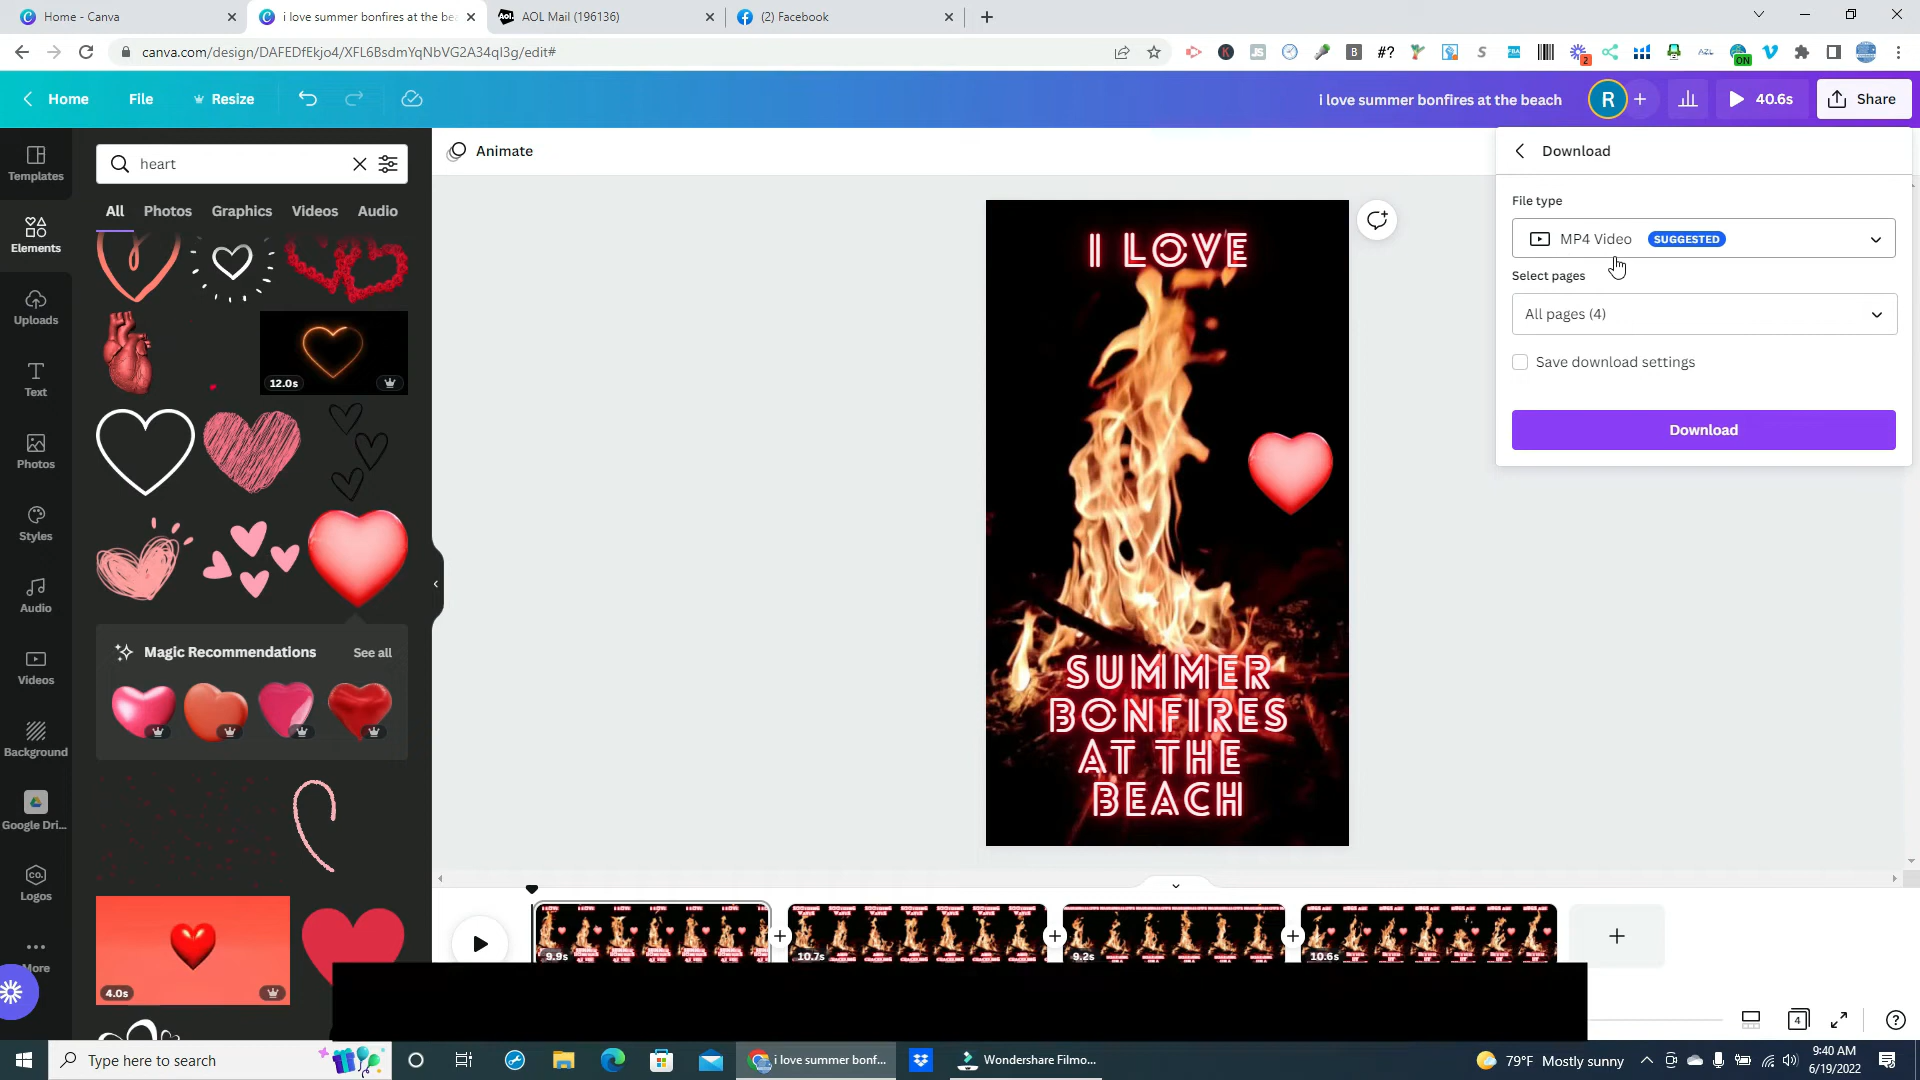 Home - Canva
i love summer bonfires at the bea
AOL Mail (196136)
(2) Facebook
canva.com/design/DAFEDfEkjo4/XFL6BsdmYqNbVG2A34qI3g/edit#
Home
File
Resize
i love summer bonfires at the beach
R
40.6s
Share
Templates
Elements
Uploads
Text
Photos
Styles
Audio
Videos
Background
Google Dri...
Logos
More
heart
All Photos Graphics Videos Audio
12.0s
Magic Recommendations
See all
4.0s
Animate
I LOVE
SUMMER
BONFIRES
AT THE
BEACH
Download
File type
MP4 Video SUGGESTED
Select pages
All pages (4)
Save download settings
Download
9.9s
10.7s
9.2s
10.6s
4
Type here to search
i love summer bonf...
Wondershare Filmo...
79°F Mostly sunny
9:40 AM
6/19/2022